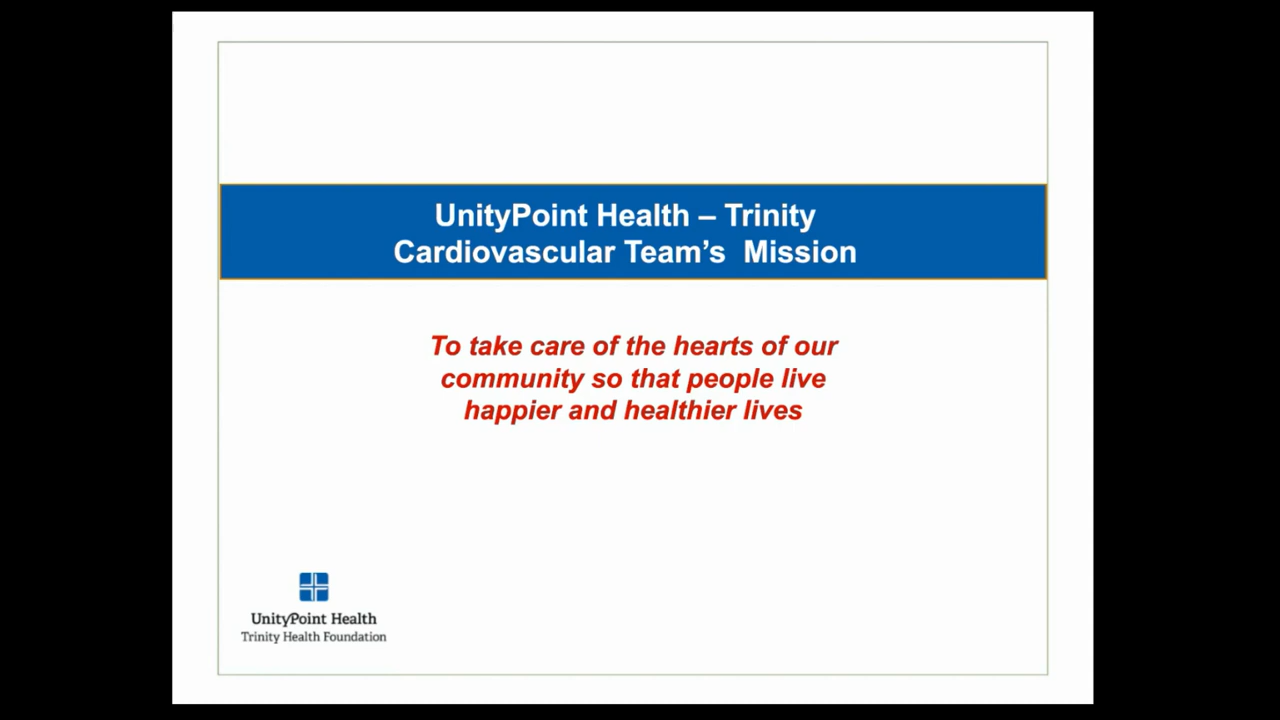 UnityPoint Health – Trinity
Cardiovascular Team’s  Mission
To take care of the hearts of our
community so that people live
happier and healthier lives
UnityPoint Health
Trinity Health Foundation